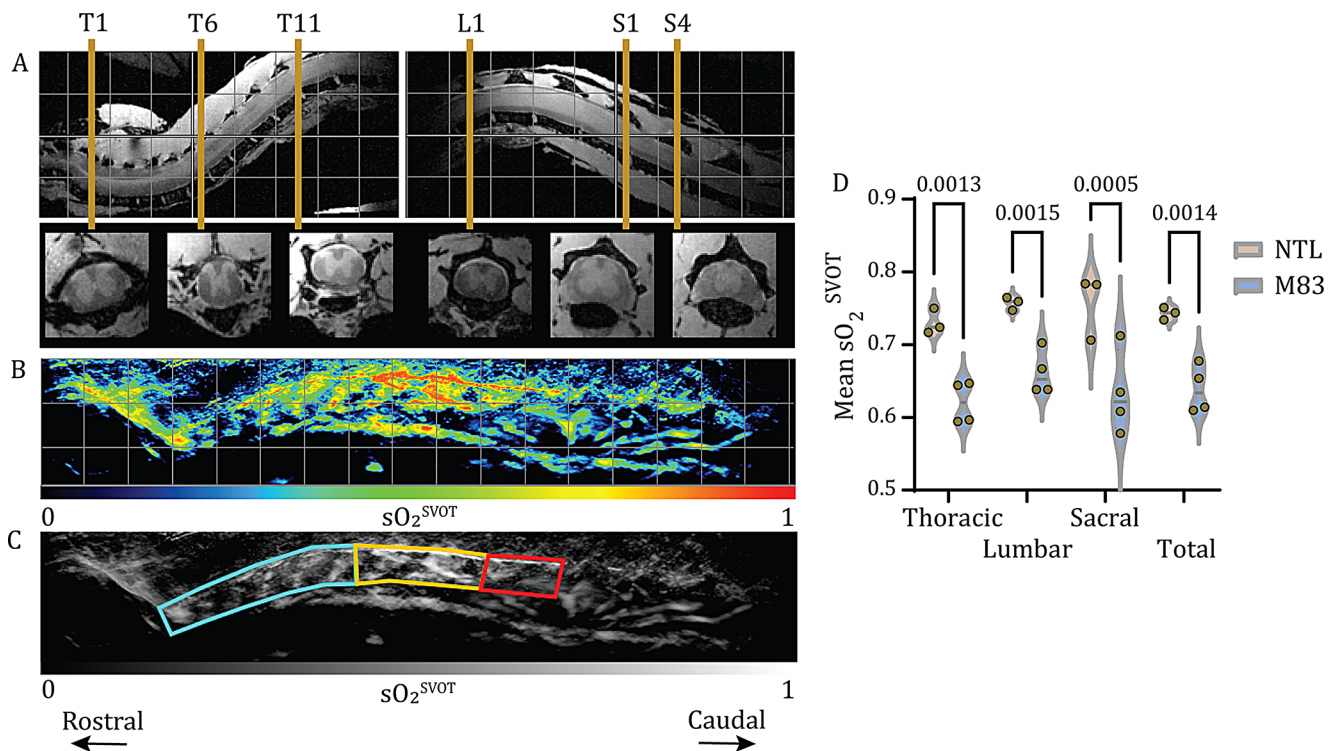 T1 T6 T11 L1 S1 S4
A
B
0 sO₂ˢⱽᴼᵀ 1
C
0 sO₂ˢⱽᴼᵀ 1
Rostral Caudal
D
Mean sO₂ˢⱽᴼᵀ
0.9
0.8
0.7
0.6
0.5
0.0013 0.0015 0.0005 0.0014
Thoracic Lumbar Sacral Total
NTL
M83